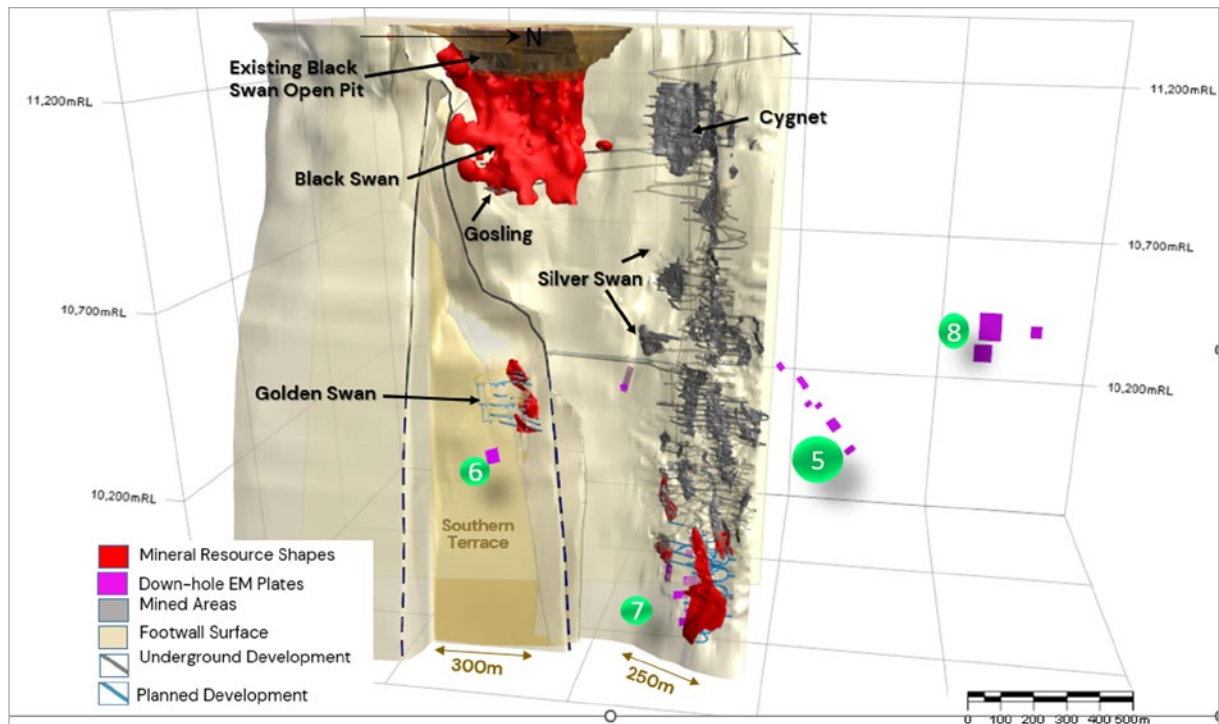 N
Existing Black
Swan Open Pit
11,200mRL
11,200mRL
Cygnet
Black Swan
Gosling
10,700mRL
Silver Swan
10,700mRL
8
10,200mRL
Golden Swan
5
6
10,200mRL
Southern
Terrace
7
Mineral Resource Shapes
Down-hole EM Plates
Mined Areas
Footwall Surface
Underground Development
Planned Development
300m
250m
0 100 200 300 400 500m